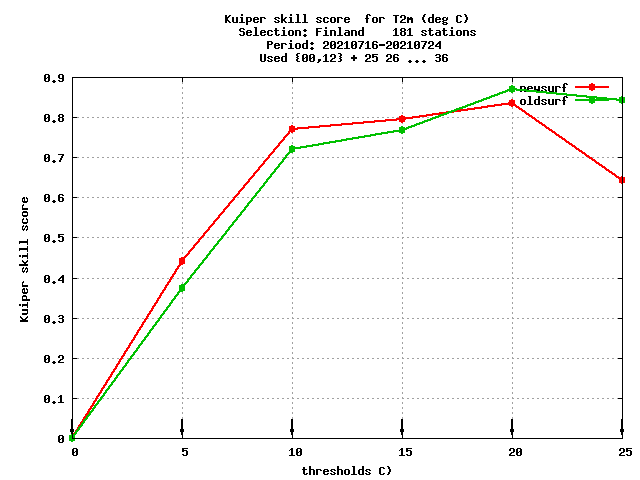 Kuiper skill score  for T2m (deg C)
Selection: Finland    181 stations
Period: 20210716-20210724
Used {00,12} + 25 26 ... 36
newsurf
oldsurf
0.9
0.8
0.7
0.6
0.5
0.4
0.3
0.2
0.1
0
Kuiper skill score
0 5 10 15 20 25
thresholds C)